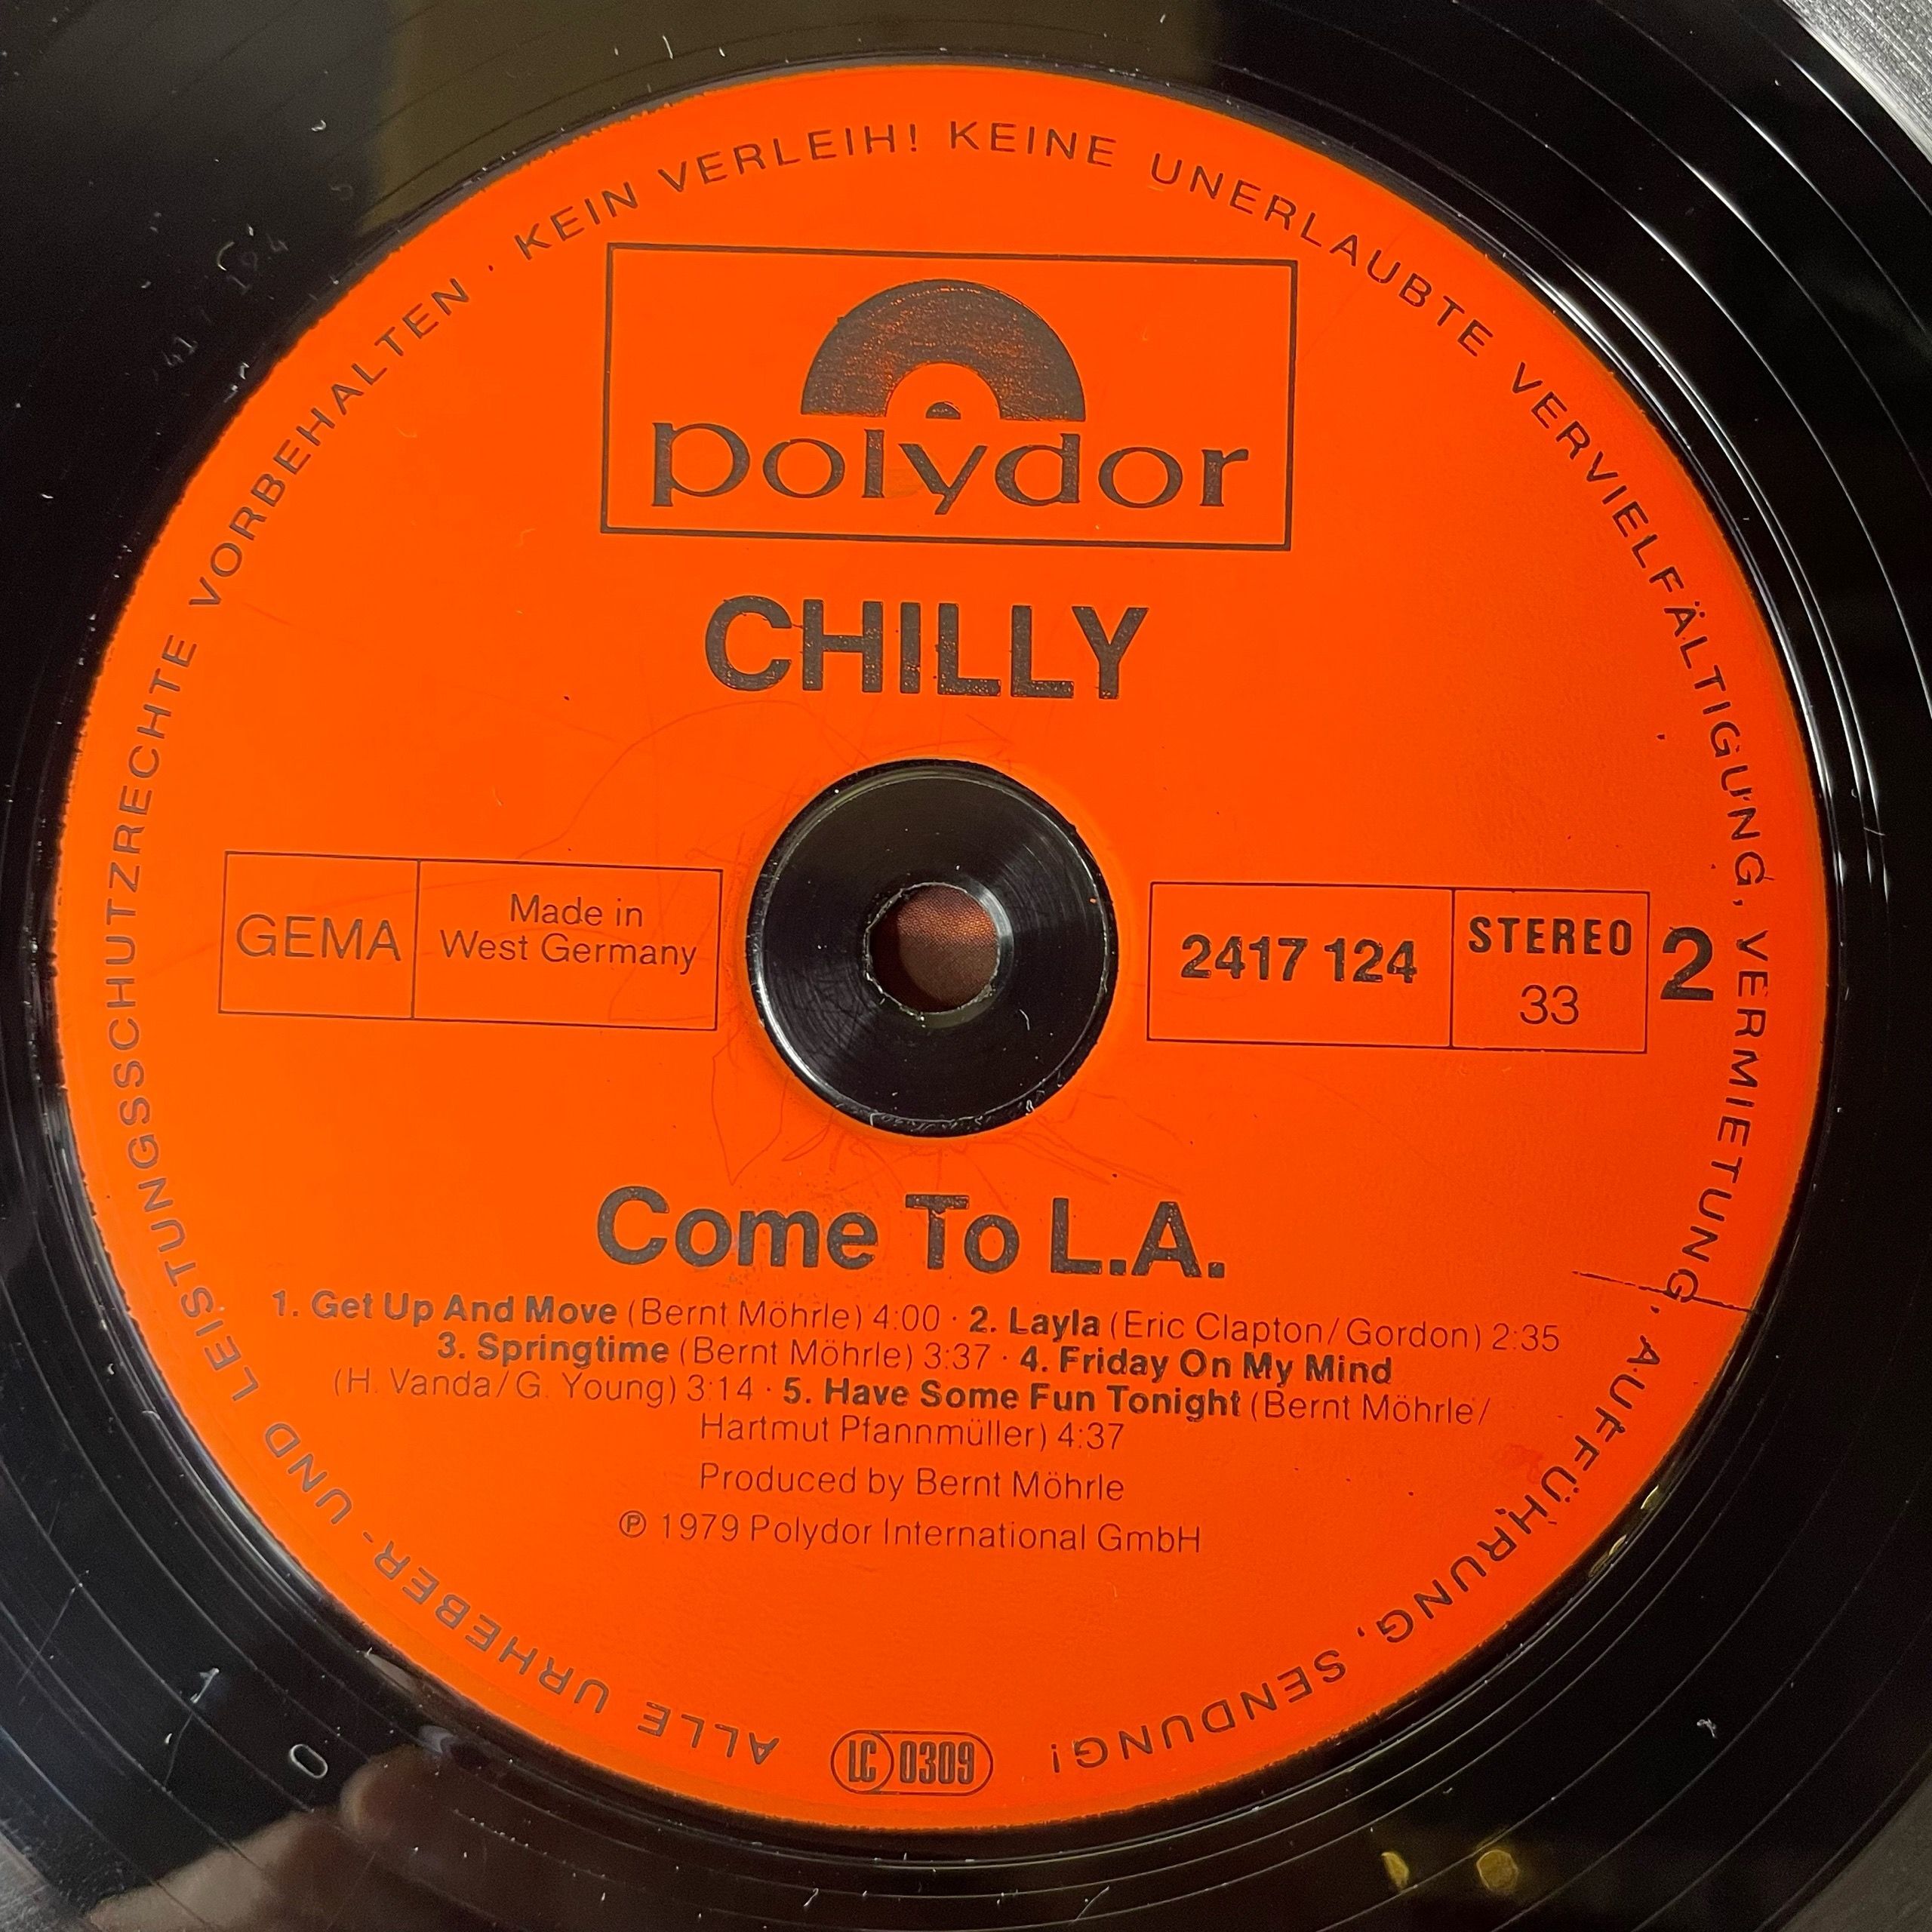 ALLE URHEBER- UND LEISTUNGSSCHUTZRECHTE VORBEHALTEN · KEIN VERLEIH! KEINE UNERLAUBTE VERVIELFÄLTIGUNG, VERMIETUNG, AUFFÜHRUNG, SENDUNG!
polydor
CHILLY
GEMA
Made in
West Germany
2417 124
STEREO
33
2
Come To L.A.
1. Get Up And Move (Bernt Möhrle) 4:00 · 2. Layla (Eric Clapton/Gordon) 2:35
3. Springtime (Bernt Möhrle) 3:37 · 4. Friday On My Mind
(H. Vanda/G. Young) 3:14 · 5. Have Some Fun Tonight (Bernt Möhrle/
Hartmut Pfannmüller) 4:37
Produced by Bernt Möhrle
℗ 1979 Polydor International GmbH
LC 0309